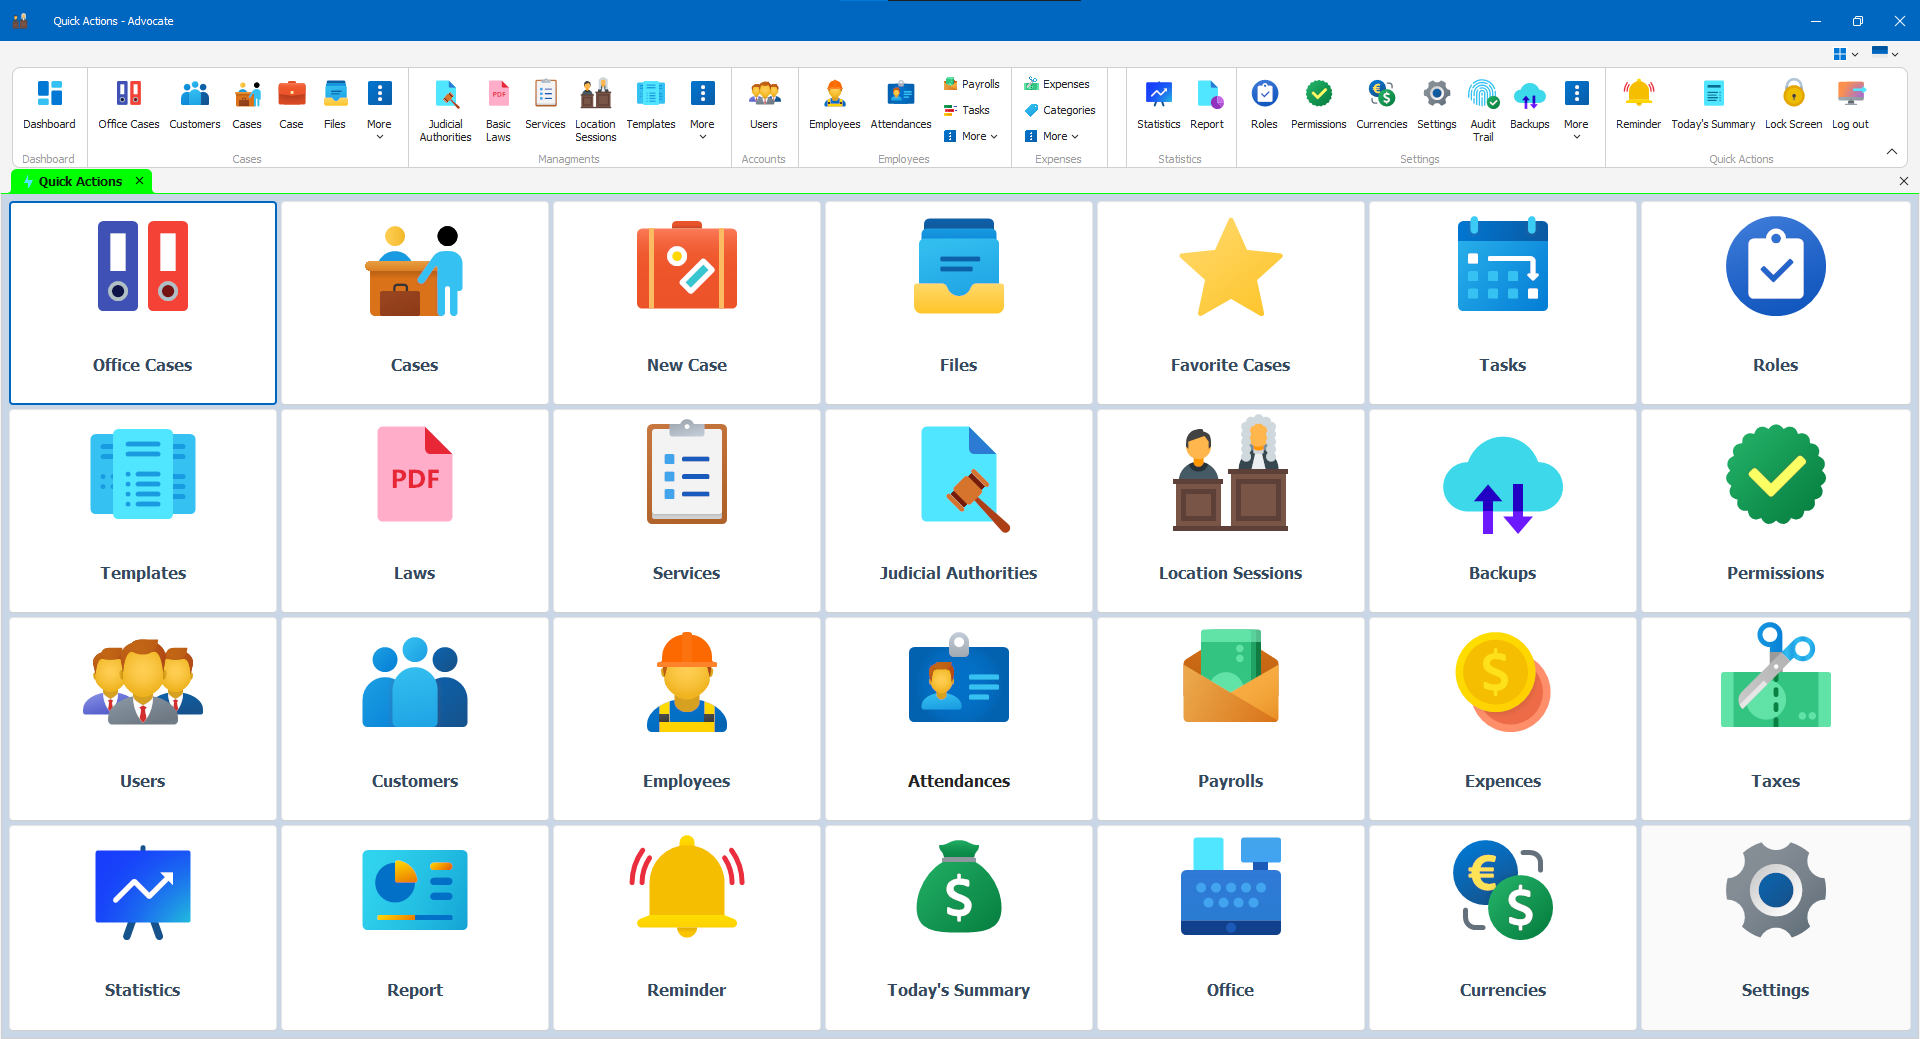 Quick Actions - Advocate
Dashboard
Office Cases
Customers
Cases
Case
Files
More
Judicial
Authorities
PDF
Basic
Laws
Services
Location
Sessions
Templates
More
Users
Employees
Attendances
Payrolls
Tasks
More
Expenses
Categories
More
Statistics
Report
Roles
Permissions
Currencies
Settings
Audit
Trail
Backups
More
Reminder
Today's Summary
Lock Screen
Log out
Dashboard
Cases
Managments
Accounts
Employees
Expenses
Statistics
Settings
Quick Actions
Quick Actions
Office Cases
Cases
New Case
Files
Favorite Cases
Tasks
Roles
PDF
Templates
Laws
Services
Judicial Authorities
Location Sessions
Backups
Permissions
Users
Customers
Employees
Attendances
Payrolls
$
Expences
Taxes
Statistics
Report
Reminder
$
Today's Summary
Office
€
$
Currencies
Settings